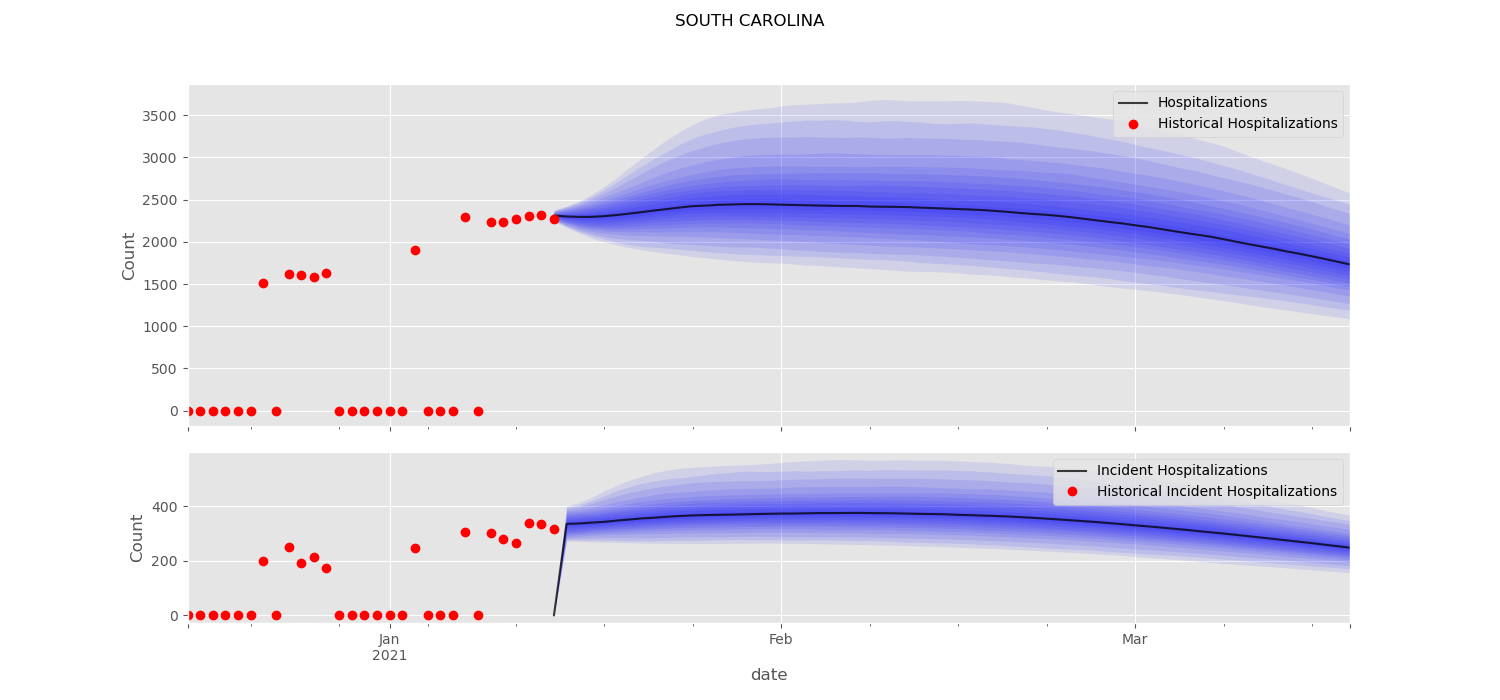 SOUTH CAROLINA
Hospitalizations
Historical Hospitalizations
3500
3000
2500
2000
1500
1000
500
0
Count
Incident Hospitalizations
Historical Incident Hospitalizations
400
200
0
Count
Jan
2021
Feb
Mar
date